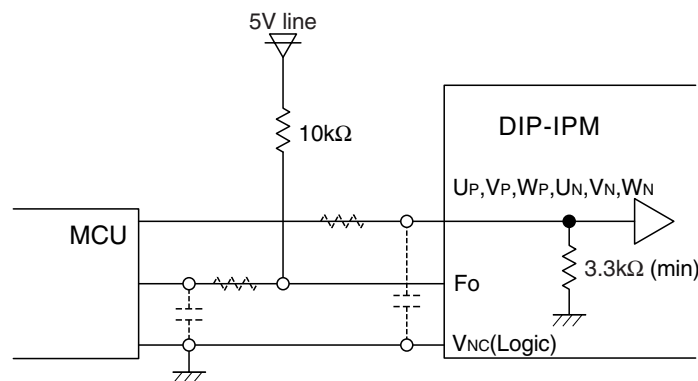 5V line
10kΩ
DIP-IPM
UP,VP,WP,UN,VN,WN
MCU
3.3kΩ (min)
Fo
VNC(Logic)